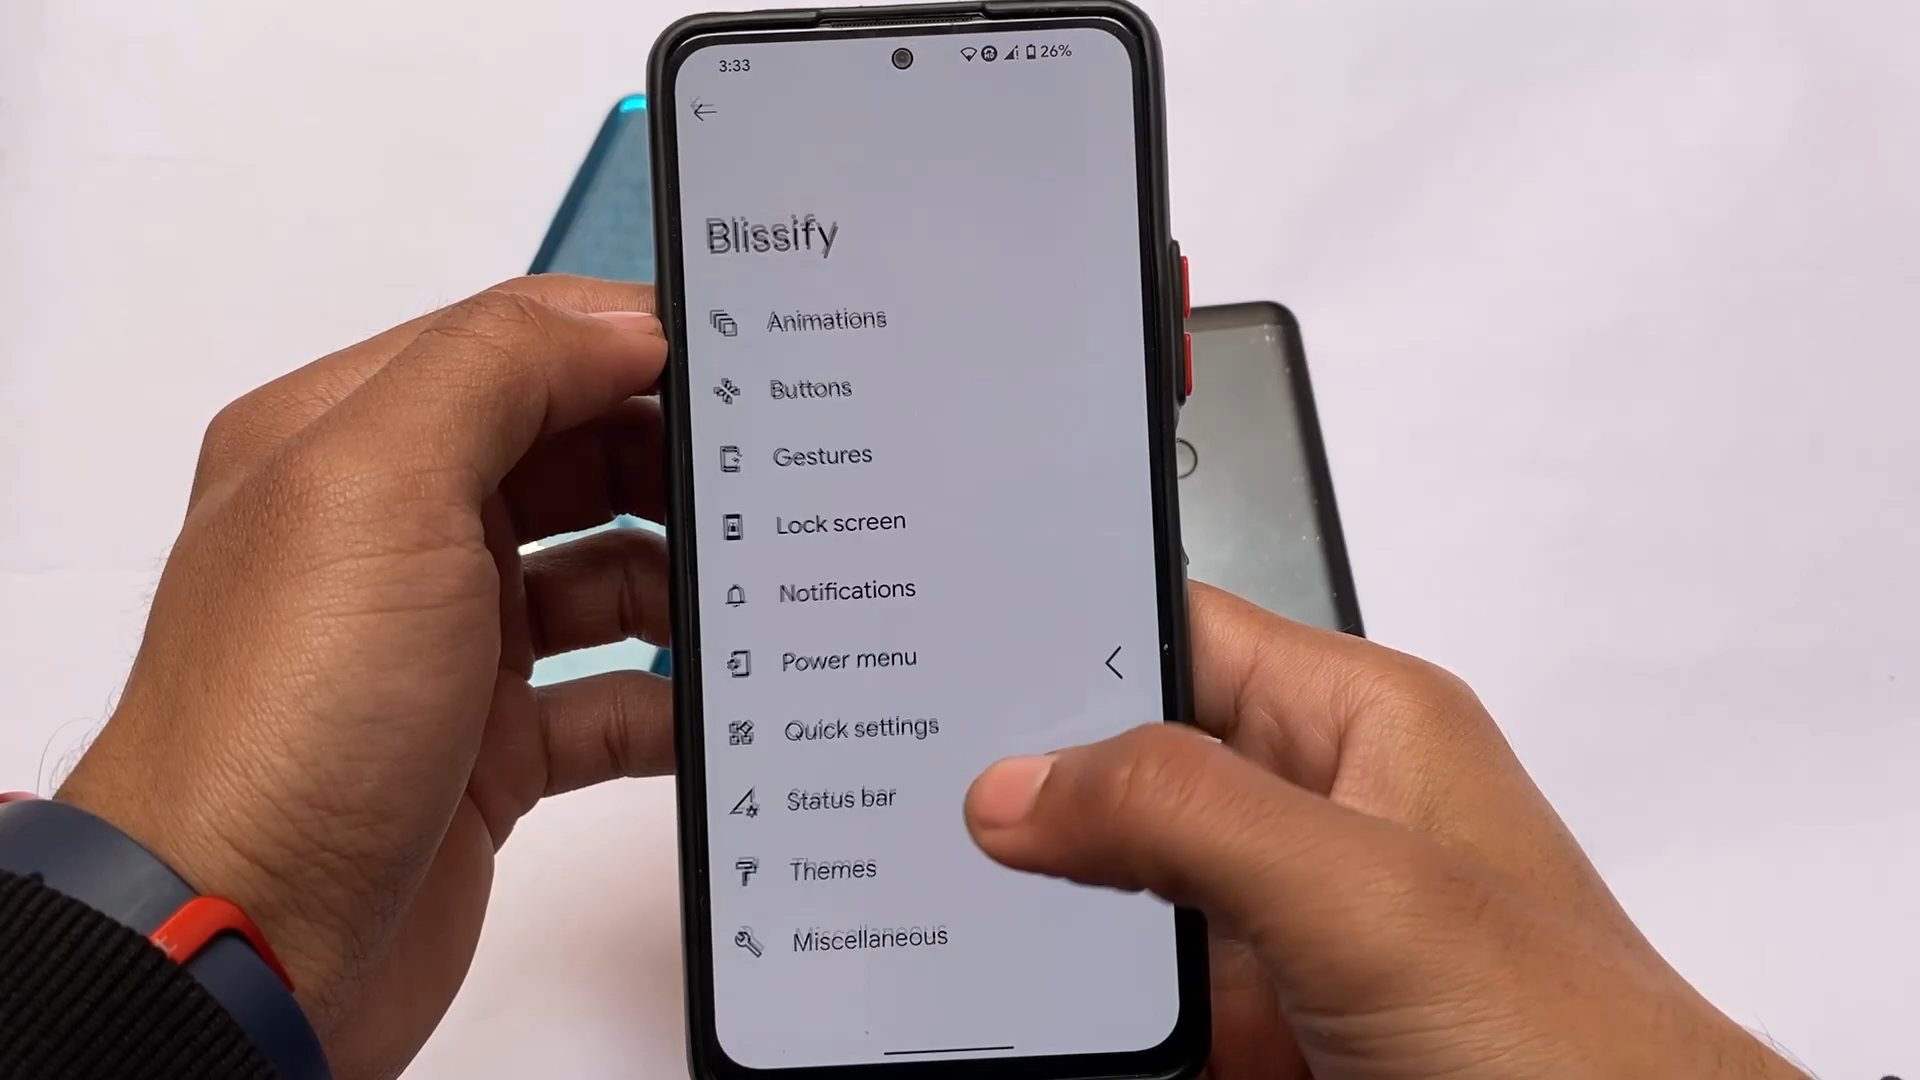 3:33
26%
Blissify
Animations
Buttons
Gestures
Lock screen
Notifications
Power menu
Quick settings
Status bar
Themes
Miscellaneous